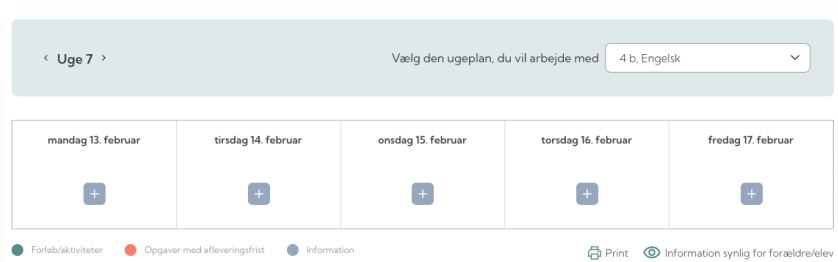 Uge 7
Vælg den ugeplan, du vil arbejde med
4 b, Engelsk
mandag 13. februar
tirsdag 14. februar
onsdag 15. februar
torsdag 16. februar
fredag 17. februar
Forløb/aktiviteter
Opgaver med afleveringsfrist
Information
Print
Information synlig for forældre/elev